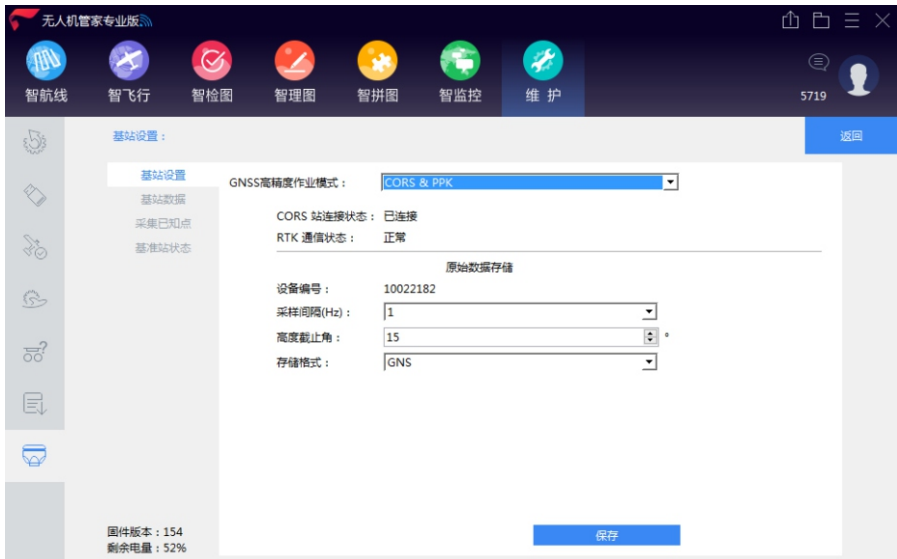 无人机管家专业版
智航线 智飞行 智检图 智理图 智拼图 智监控 维 护
5719
基站设置：
返回
基站设置
基站数据
采集已知点
基准站状态
GNSS高精度作业模式： CORS & PPK
CORS 站连接状态： 已连接
RTK 通信状态： 正常
原始数据存储
设备编号： 10022182
采样间隔(Hz)： 1
高度截止角： 15 °
存储格式： GNS
固件版本：154
剩余电量：52%
保存